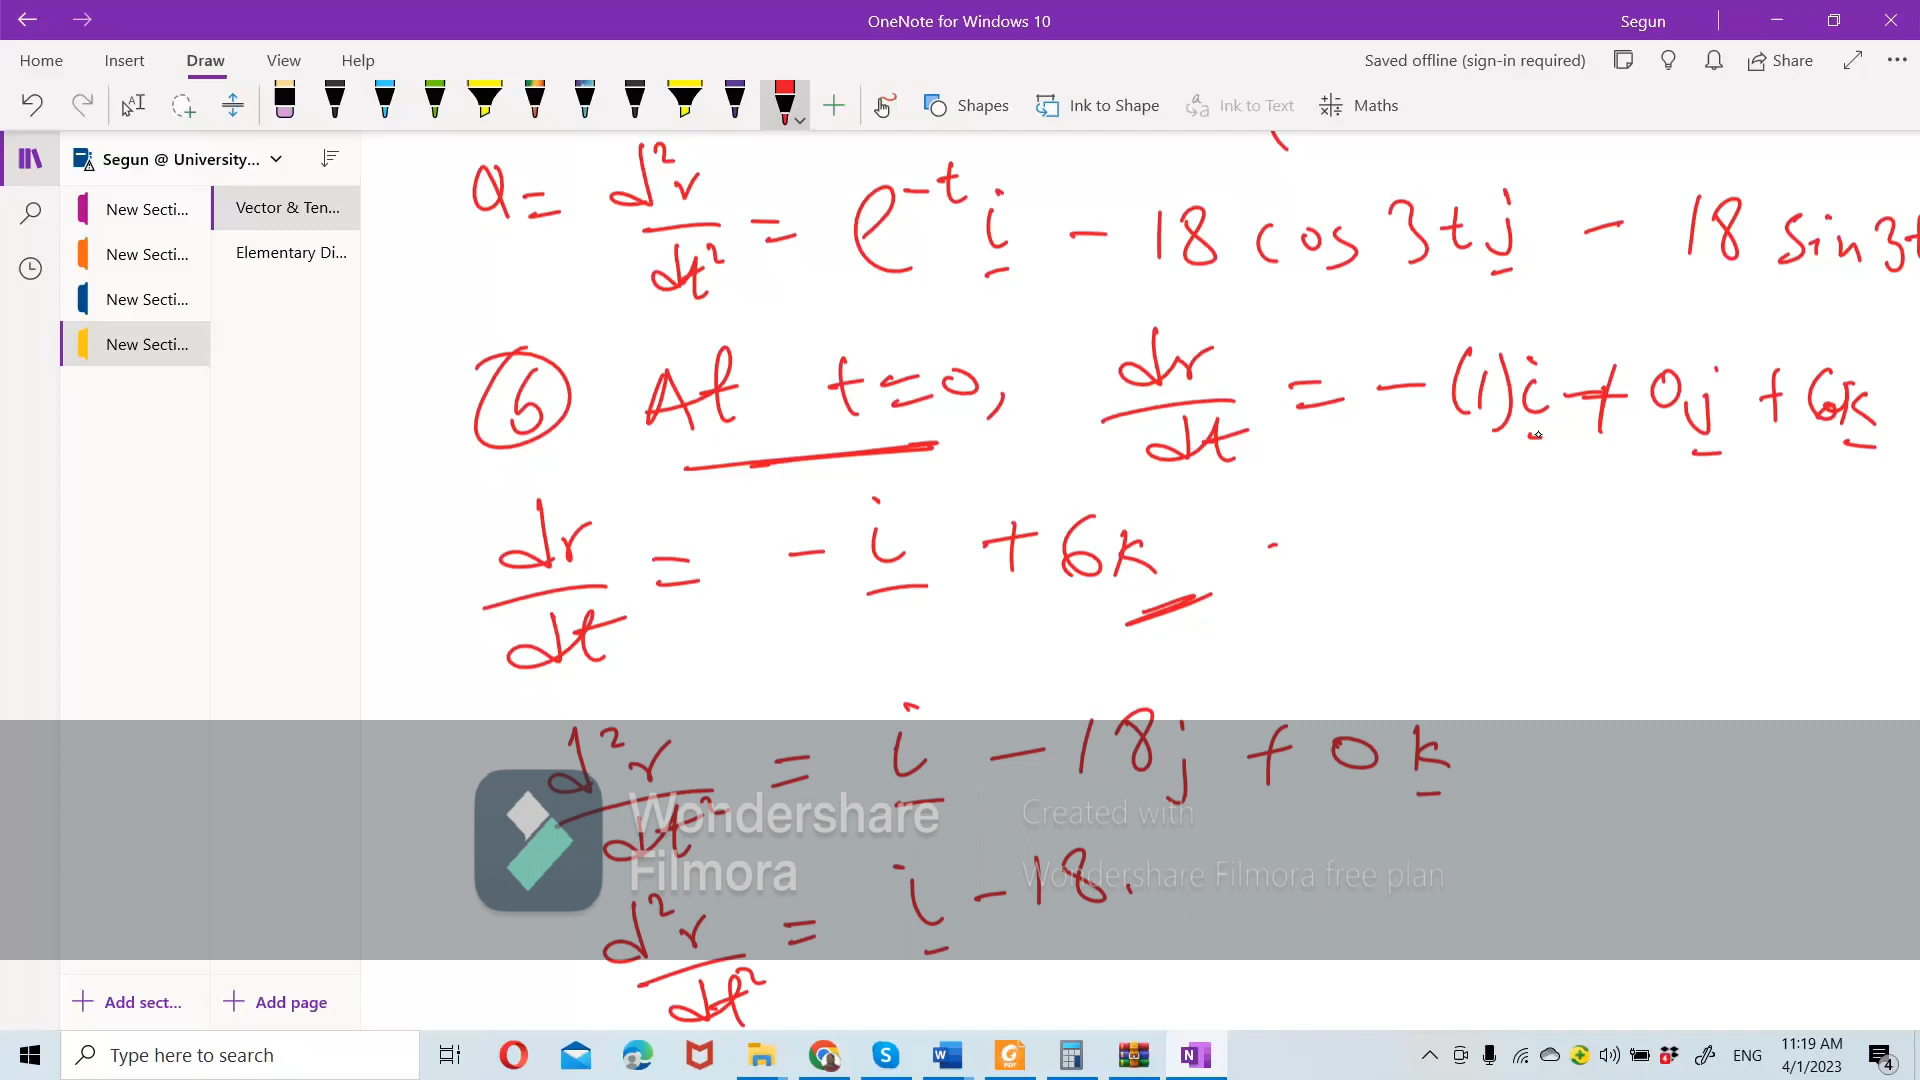 OneNote for Windows 10
Segun
Home Insert Draw View Help
Saved offline (sign-in required) Share
Shapes Ink to Shape Ink to Text Maths
Segun @ University...
New Secti...
New Secti...
New Secti...
New Secti...
Vector & Ten...
Elementary Di...
a = d²r/dt² = e^-t i - 18 cos 3t j - 18 sin 3t
(b) At t=0, dr/dt = -(1)i + 0j + 6k
dr/dt = -i + 6k
d²r/dt² = i - 18j + 0k
Wondershare Filmora
Created with
Wondershare Filmora free plan
d²r/dt² = i - 18
Add sect... Add page
Type here to search
ENG
11:19 AM
4/1/2023
4